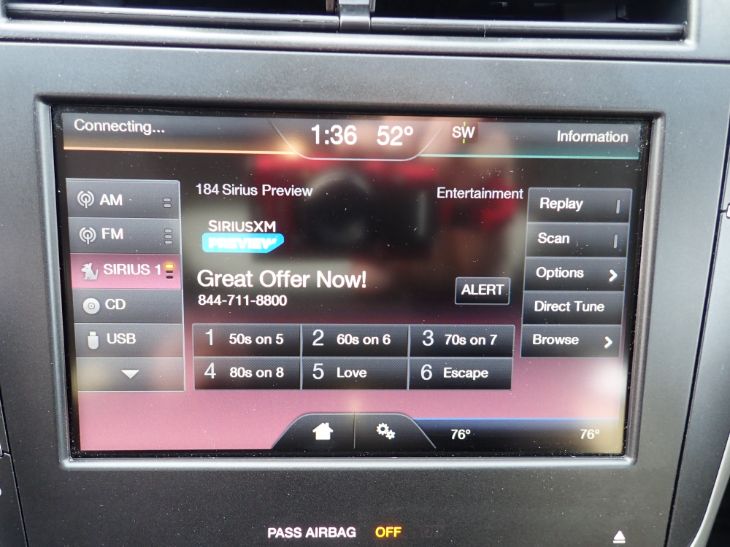 Connecting...
1:36 52° SW
Information
AM
FM
SIRIUS 1
CD
USB
184 Sirius Preview
Entertainment
SIRIUSXM
PREVIEW
Great Offer Now!
844-711-8800
ALERT
1 50s on 5
2 60s on 6
3 70s on 7
4 80s on 8
5 Love
6 Escape
Replay
Scan
Options
Direct Tune
Browse
76°
76°
PASS AIRBAG OFF